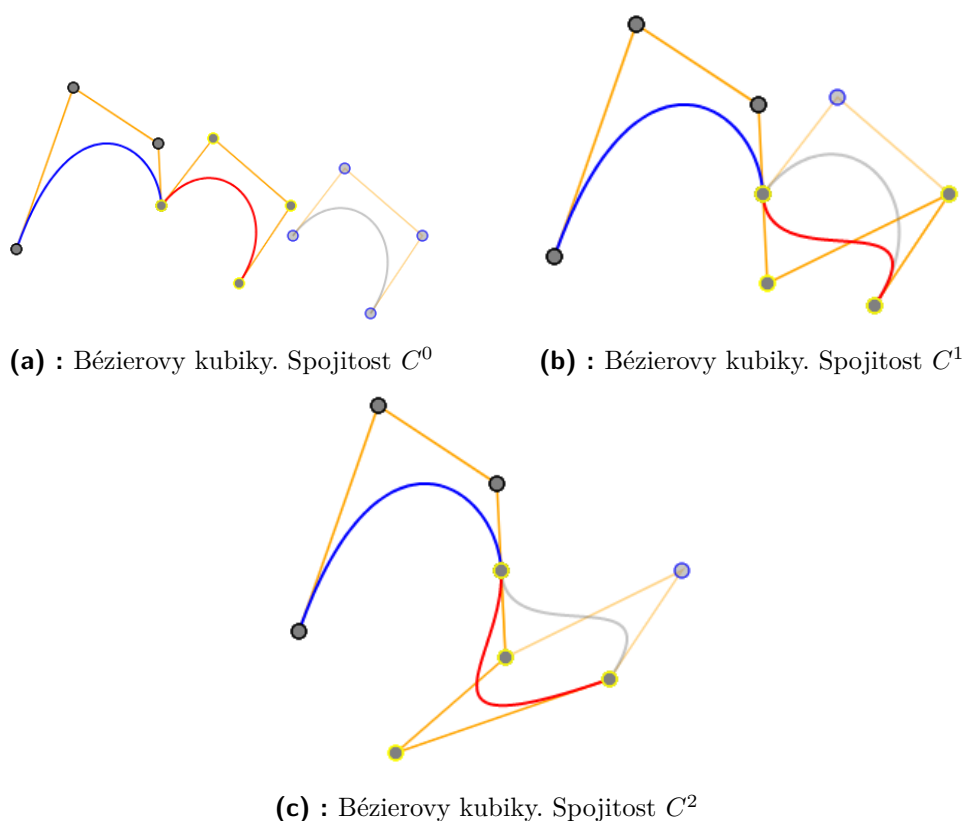 (a) : Bézierovy kubiky. Spojitost C⁰
(b) : Bézierovy kubiky. Spojitost C¹
(c) : Bézierovy kubiky. Spojitost C²